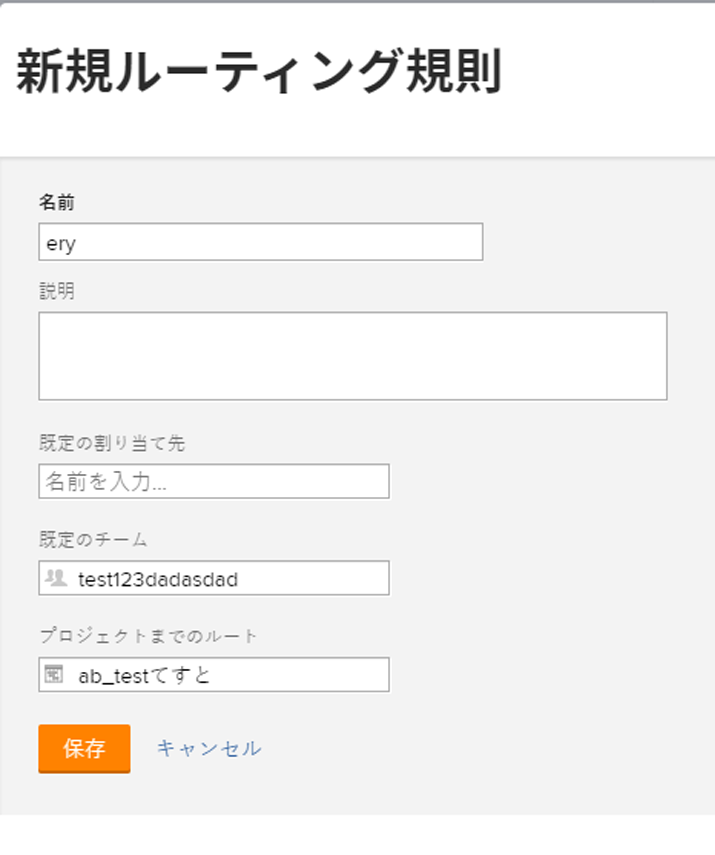 新規ルーティング規則
名前
ery
説明
既定の割り当て先
名前を入力...
既定のチーム
test123dadasdad
プロジェクトまでのルート
ab_testてすと
保存 キャンセル